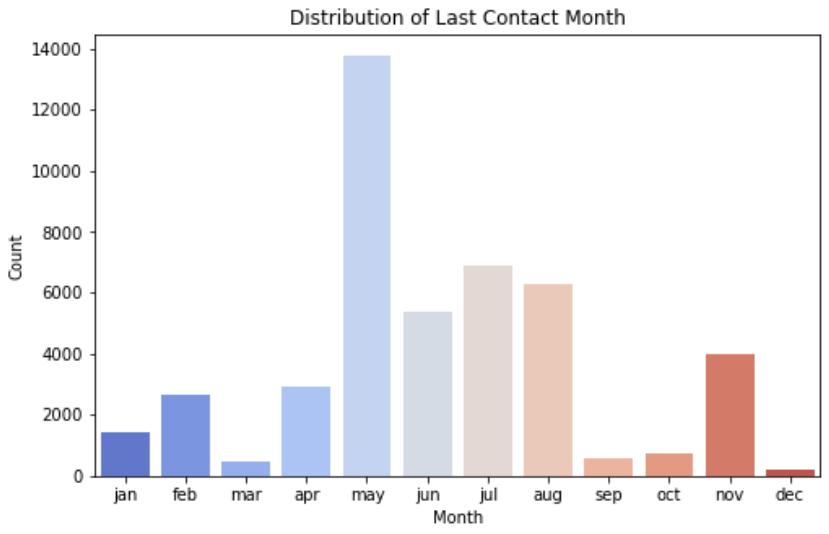 Distribution of Last Contact Month
14000
12000
10000
8000
6000
4000
2000
0
Count
jan feb mar apr may jun jul aug sep oct nov dec
Month